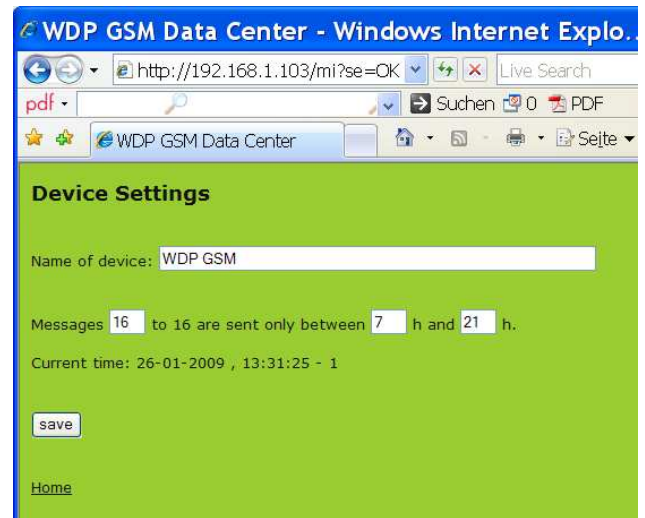 WDP GSM Data Center - Windows Internet Explo..
http://192.168.1.103/mi?se=OK Live Search
pdf Suchen 0 PDF
WDP GSM Data Center Seite
Device Settings
Name of device: WDP GSM
Messages 16 to 16 are sent only between 7 h and 21 h.
Current time: 26-01-2009 , 13:31:25 - 1
save
Home